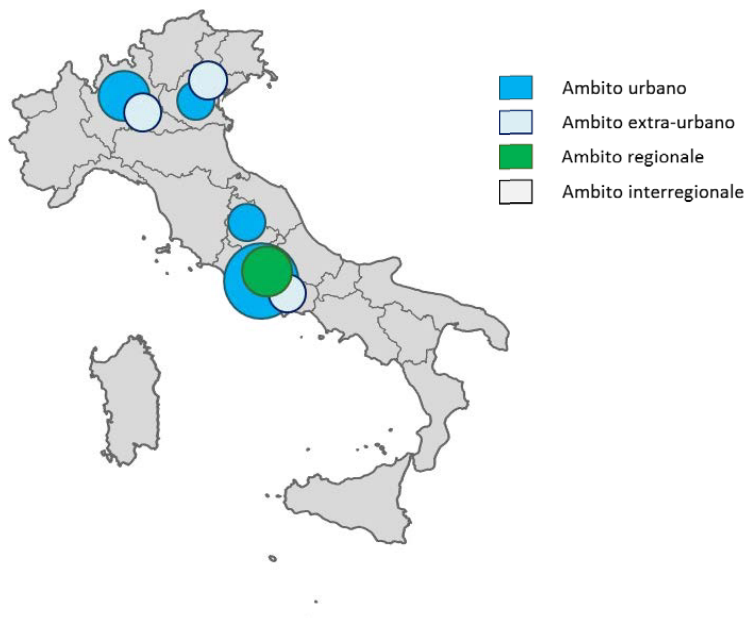 Ambito urbano
Ambito extra-urbano
Ambito regionale
Ambito interregionale